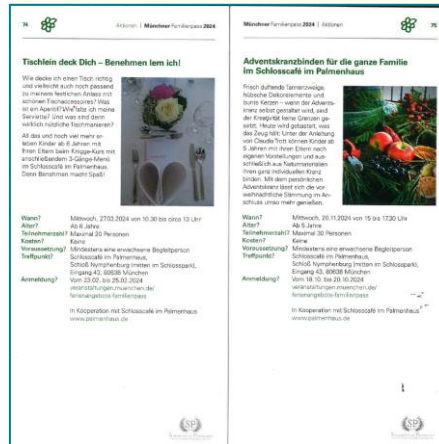 74
Aktionen | Münchner Familienpass 2024
Tischlein deck Dich – Benehmen lern ich!
Wie decke ich einen Tisch richtig
und vielleicht auch noch passend
zu meinem festlichen Anlass mit
schönen Tischaccessoires? Was
ist ein Aperitif? Wie falte ich meine
Serviette? Und was sind denn
wirklich nützliche Tischmanieren?
All das und noch viel mehr er-
leben Kinder ab 8 Jahren mit
Ihren Eltern beim Knigge-Kurs mit
anschließendem 3-Gänge-Menü
im Schlosscafé im Palmenhaus.
Denn Benehmen macht Spaß!
Wann? Mittwoch, 27.03.2024 von 10.30 bis circa 13 Uhr
Alter? Ab 8 Jahre
Teilnehmerzahl? Maximal 20 Personen
Kosten? Keine
Voraussetzung? Mindestens eine erwachsene Begleitperson
Treffpunkt? Schlosscafé im Palmenhaus,
Schloß Nymphenburg (mitten im Schlosspark),
Eingang 43, 80638 München
Anmeldung? Vom 23.02. bis 25.02.2024
veranstaltungen.muenchen.de/
ferienangebote-familienpass
In Kooperation mit Schlosscafé im Palmenhaus
www.palmenhaus.de
SP
Münchner Familienpass 2024 | Aktionen
Adventskranzbinden für die ganze Familie
im Schlosscafé im Palmenhaus
Frisch duftende Tannenzweige,
hübsche Dekorelemente und
bunte Kerzen – wenn der Advents-
kranz selbst gestaltet wird, sind
der Kreativität keine Grenzen ge-
setzt. Heute wird gebastelt, was
das Zeug hält: Unter der Anleitung
von Claudia Trott können Kinder ab
5 Jahren mit ihren Eltern nach
eigenen Vorstellungen und aus-
schließlich aus Naturmaterialien
ihren ganz individuellen Kranz
binden. Mit dem persönlichen
Adventskranz lässt sich die vor-
weihnachtliche Stimmung im An-
schluss umso mehr genießen.
Wann? Mittwoch, 20.11.2024 von 15 bis 17.30 Uhr
Alter? Ab 5 Jahre
Teilnehmerzahl? Maximal 30 Personen
Kosten? Keine
Voraussetzung? Mindestens eine erwachsene Begleitperson
Treffpunkt? Schlosscafé im Palmenhaus,
Schloß Nymphenburg (mitten im Schlosspark),
Eingang 43, 80638 München
Anmeldung? Vom 18.10. bis 20.10.2024
veranstaltungen.muenchen.de/
ferienangebote-familienpass
In Kooperation mit Schlosscafé im Palmenhaus
www.palmenhaus.de
SP